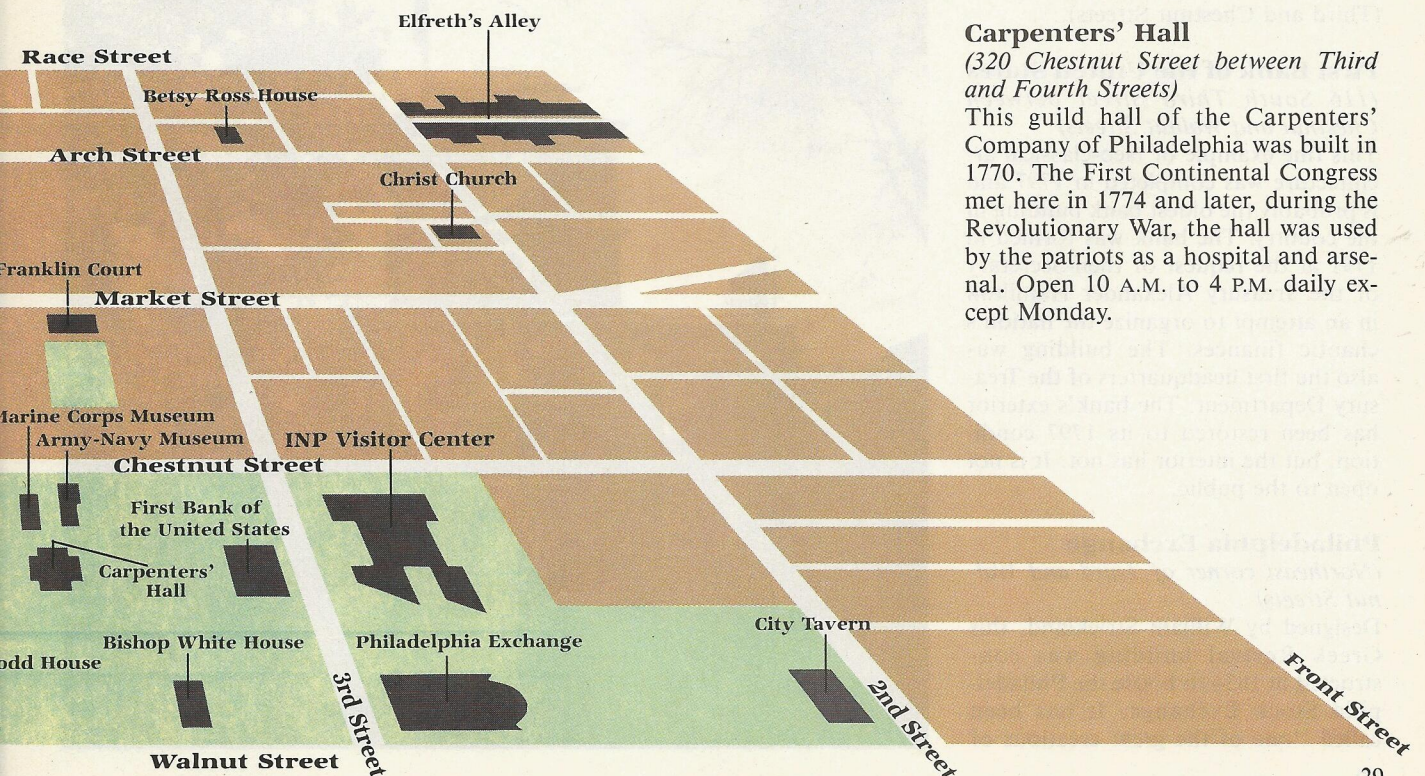 Elfreth's Alley
Race Street
Betsy Ross House
Arch Street
Christ Church
Franklin Court
Market Street
Marine Corps Museum
Army-Navy Museum
INP Visitor Center
Chestnut Street
First Bank of
the United States
Carpenters'
Hall
Bishop White House
Philadelphia Exchange
City Tavern
odd House
3rd Street
2nd Street
Front Street
Walnut Street
Carpenters' Hall
(320 Chestnut Street between Third
and Fourth Streets)
This guild hall of the Carpenters'
Company of Philadelphia was built in
1770. The First Continental Congress
met here in 1774 and later, during the
Revolutionary War, the hall was used
by the patriots as a hospital and arse-
nal. Open 10 A.M. to 4 P.M. daily ex-
cept Monday.
29